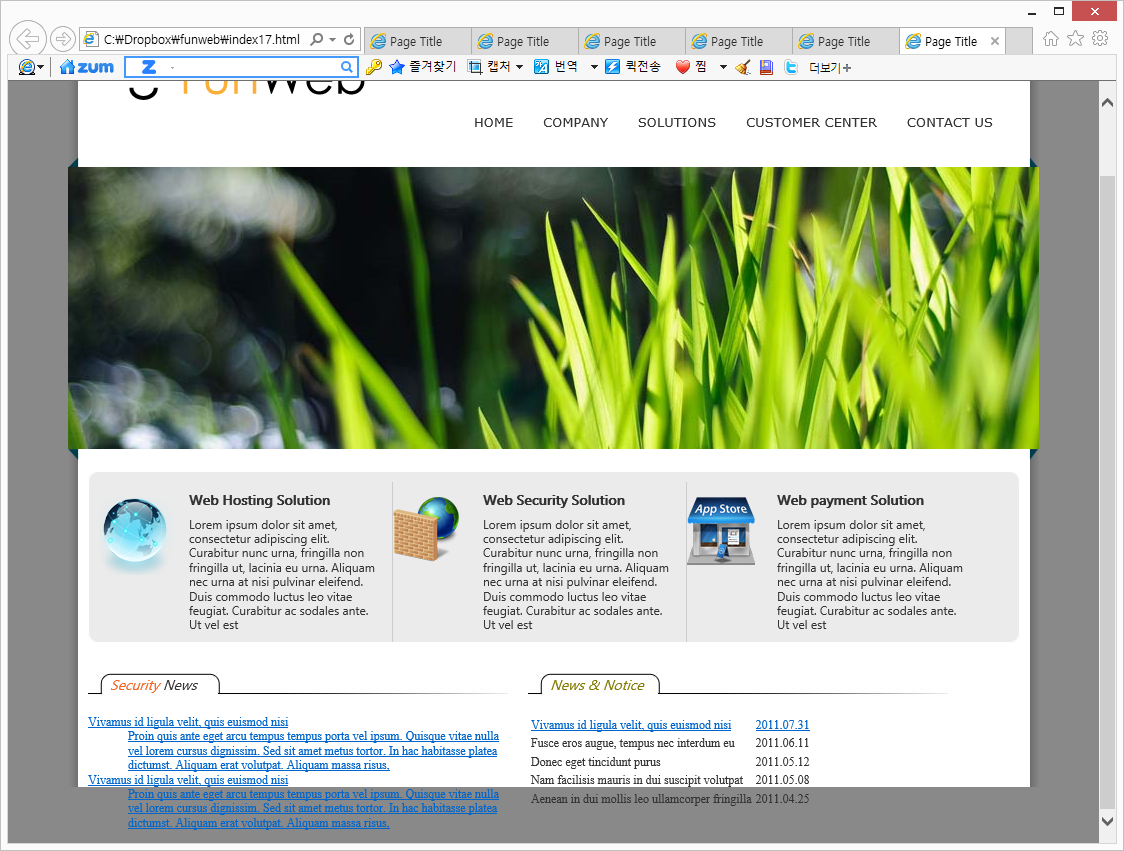 C:₩Dropbox₩funweb₩index17.html
Page Title
Page Title
Page Title
Page Title
Page Title
Page Title
zum
Z
즐겨찾기
캡처
번역
퀵전송
찜
더보기+
FunWeb
HOME
COMPANY
SOLUTIONS
CUSTOMER CENTER
CONTACT US
Web Hosting Solution
Lorem ipsum dolor sit amet,
consectetur adipiscing elit.
Curabitur nunc urna, fringilla non
fringilla ut, lacinia eu urna. Aliquam
nec urna at nisi pulvinar eleifend.
Duis commodo luctus leo vitae
feugiat. Curabitur ac sodales ante.
Ut vel est
Web Security Solution
Lorem ipsum dolor sit amet,
consectetur adipiscing elit.
Curabitur nunc urna, fringilla non
fringilla ut, lacinia eu urna. Aliquam
nec urna at nisi pulvinar eleifend.
Duis commodo luctus leo vitae
feugiat. Curabitur ac sodales ante.
Ut vel est
App Store
Web payment Solution
Lorem ipsum dolor sit amet,
consectetur adipiscing elit.
Curabitur nunc urna, fringilla non
fringilla ut, lacinia eu urna. Aliquam
nec urna at nisi pulvinar eleifend.
Duis commodo luctus leo vitae
feugiat. Curabitur ac sodales ante.
Ut vel est
Security News
Vivamus id ligula velit, quis euismod nisi
Proin quis ante eget arcu tempus tempus porta vel ipsum. Quisque vitae nulla
vel lorem cursus dignissim. Sed sit amet metus tortor. In hac habitasse platea
dictumst. Aliquam erat volutpat. Aliquam massa risus,
Vivamus id ligula velit, quis euismod nisi
Proin quis ante eget arcu tempus tempus porta vel ipsum. Quisque vitae nulla
vel lorem cursus dignissim. Sed sit amet metus tortor. In hac habitasse platea
dictumst. Aliquam erat volutpat. Aliquam massa risus,
News & Notice
Vivamus id ligula velit, quis euismod nisi 2011.07.31
Fusce eros augue, tempus nec interdum eu 2011.06.11
Donec eget tincidunt purus 2011.05.12
Nam facilisis mauris in dui suscipit volutpat 2011.05.08
Aenean in dui mollis leo ullamcorper fringilla 2011.04.25